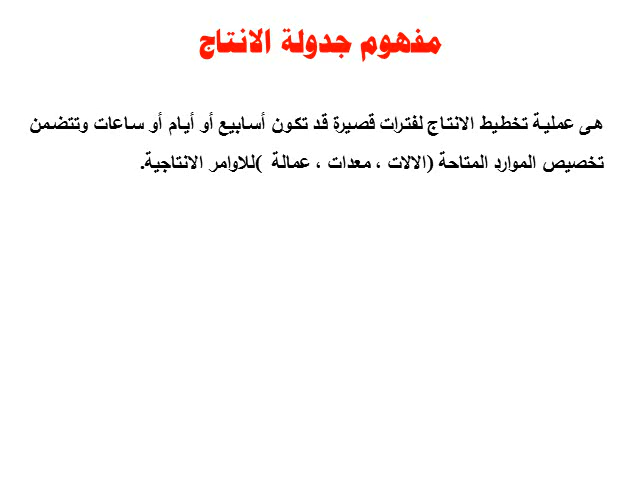 مفهوم جدولة الانتاج
هى عملية تخطيط الانتاج لفترات قصيرة قد تكون أسابيع أو أيام أو ساعات وتتضمن
تخصيص الموارد المتاحة (الالات ، معدات ، عمالة )للاوامر الانتاجية.